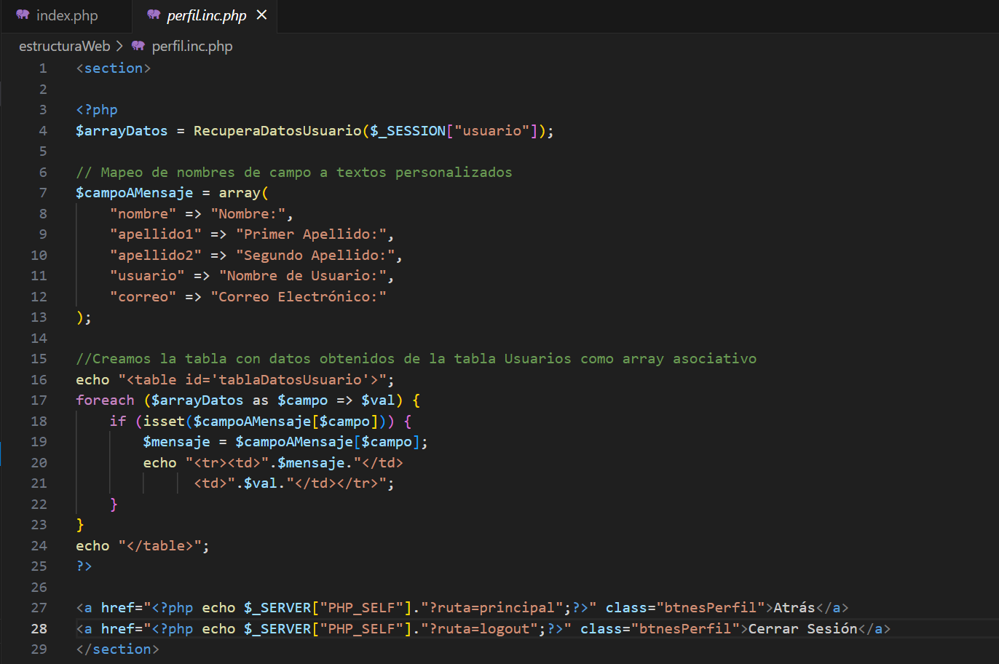 index.php perfil.inc.php ×
estructuraWeb > perfil.inc.php
1 <section>
2
3 <?php
4 $arrayDatos = RecuperaDatosUsuario($_SESSION["usuario"]);
5
6 // Mapeo de nombres de campo a textos personalizados
7 $campoAMensaje = array(
8     "nombre" => "Nombre:",
9     "apellido1" => "Primer Apellido:",
10     "apellido2" => "Segundo Apellido:",
11     "usuario" => "Nombre de Usuario:",
12     "correo" => "Correo Electrónico:"
13 );
14
15 //Creamos la tabla con datos obtenidos de la tabla Usuarios como array asociativo
16 echo "<table id='tablaDatosUsuario'>";
17 foreach ($arrayDatos as $campo => $val) {
18     if (isset($campoAMensaje[$campo])) {
19         $mensaje = $campoAMensaje[$campo];
20         echo "<tr><td>".$mensaje."</td>
21               <td>".$val."</td></tr>";
22     }
23 }
24 echo "</table>";
25 ?>
26
27 <a href="<?php echo $_SERVER["PHP_SELF"]."?ruta=principal";?>" class="btnesPerfil">Atrás</a>
28 <a href="<?php echo $_SERVER["PHP_SELF"]."?ruta=logout";?>" class="btnesPerfil">Cerrar Sesión</a>
29 </section>